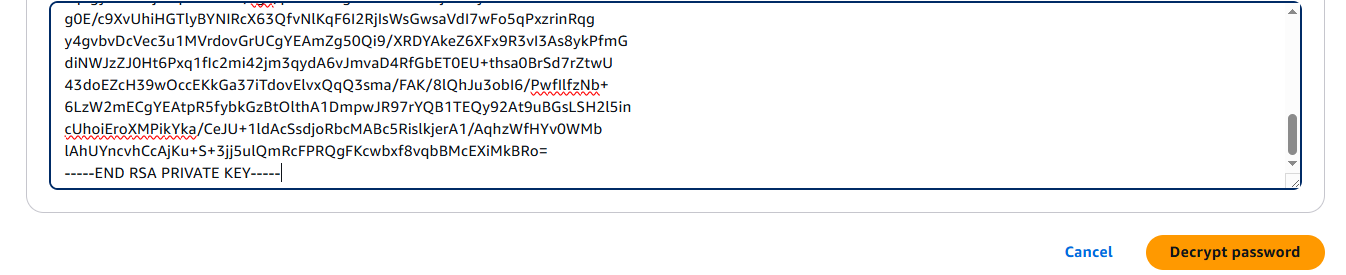 g0E/c9XvUhiHGTlyBYNIRcX63QfvNlKqF6I2RjIsWsGwsaVdI7wFo5qPxzrinRqg
y4gvbvDcVec3u1MVrdovGrUCgYEAmZg50Qi9/XRDYAkeZ6XFx9R3vI3As8ykPfmG
diNWJzZJ0Ht6Pxq1fIc2mi42jm3qydA6vJmvaD4RfGbET0EU+thsa0BrSd7rZtwU
43doEZcH39wOccEKkGa37iTdovElvxQqQ3sma/FAK/8lQhJu3obI6/PwfIlfzNb+
6LzW2mECgYEAtpR5fybkGzBtOlthA1DmpwJR97rYQB1TEQy92At9uBGsLSH2l5in
cUhoiEroXMPikYka/CeJU+1ldAcSsdjoRbcMABc5RislkjerA1/AqhzWfHYv0WMb
lAhUYncvhCcAjKu+S+3jj5ulQmRcFPRQgFKcwbxf8vqbBMcEXiMkBRo=
-----END RSA PRIVATE KEY-----
Cancel
Decrypt password